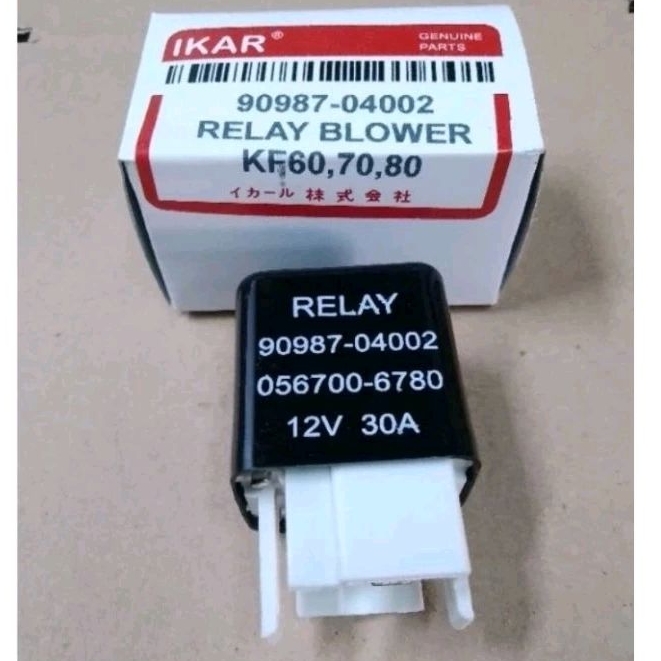 IKAR®
GENUINE
PARTS
90987-04002
RELAY BLOWER
KF60,70,80
イカール 株式会社
RELAY
90987-04002
056700-6780
12V 30A